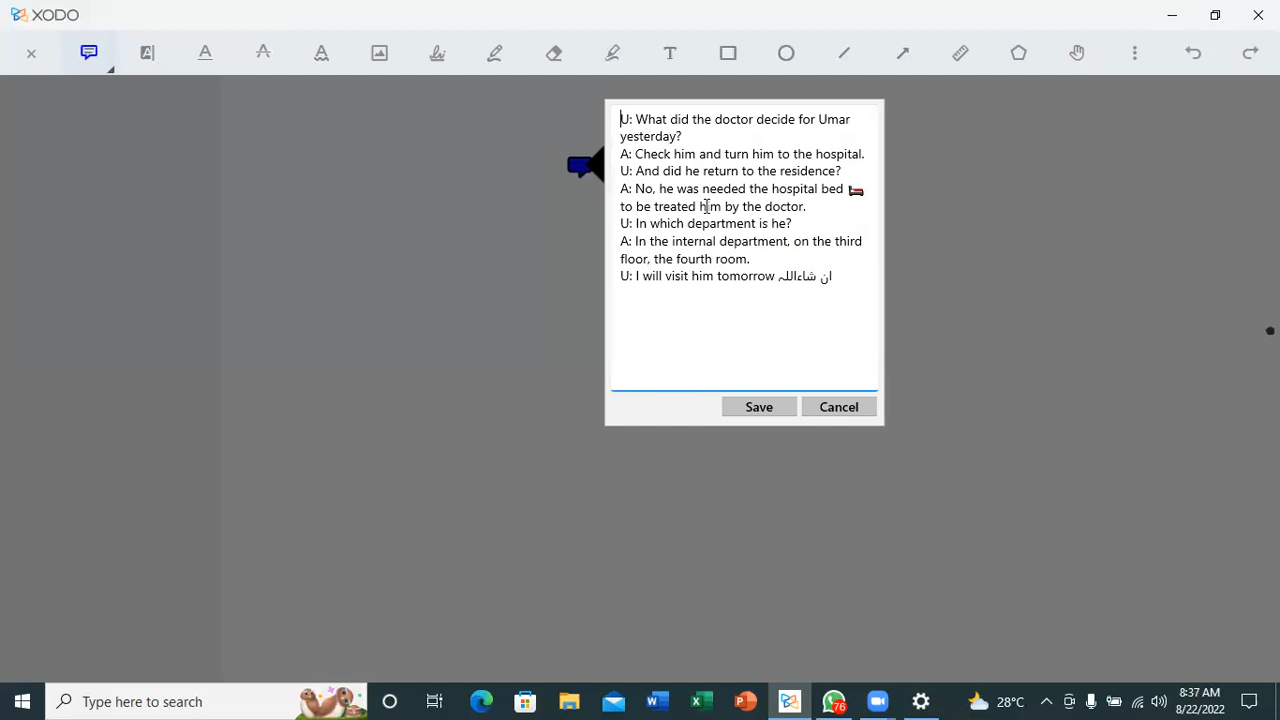 XODO
U: What did the doctor decide for Umar
yesterday?
A: Check him and turn him to the hospital.
U: And did he return to the residence?
A: No, he was needed the hospital bed 🛏
to be treated him by the doctor.
U: In which department is he?
A: In the internal department, on the third
floor, the fourth room.
U: I will visit him tomorrow ان شاءاللہ
Save Cancel
Type here to search
76
28°C
8:37 AM
8/22/2022